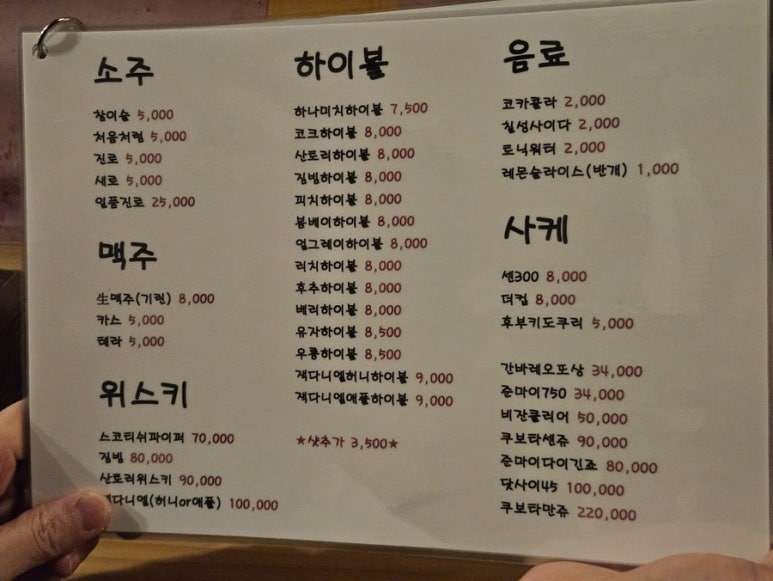 소주
참이슬 5,000
처음처럼 5,000
진로 5,000
새로 5,000
일품진로 25,000
맥주
生맥주(기린) 8,000
카스 5,000
테라 5,000
위스키
스코티쉬파이퍼 70,000
짐빔 80,000
산토리위스키 90,000
잭다니엘(허니or애플) 100,000
하이볼
하나미치하이볼 7,500
코크하이볼 8,000
산토리하이볼 8,000
짐빔하이볼 8,000
피치하이볼 8,000
봄베이하이볼 8,000
얼그레이하이볼 8,000
리치하이볼 8,000
후추하이볼 8,000
베리하이볼 8,000
유자하이볼 8,500
우롱하이볼 8,500
잭다니엘허니하이볼 9,000
잭다니엘애플하이볼 9,000
★샷추가 3,500★
음료
코카콜라 2,000
칠성사이다 2,000
토닉워터 2,000
레몬슬라이스(반개) 1,000
사케
센300 8,000
더컵 8,000
후부키도쿠리 5,000
간바레오또상 34,000
준마이750 34,000
비잔클리어 50,000
쿠보타센쥬 90,000
준마이다이긴죠 80,000
닷사이45 100,000
쿠보타만쥬 220,000